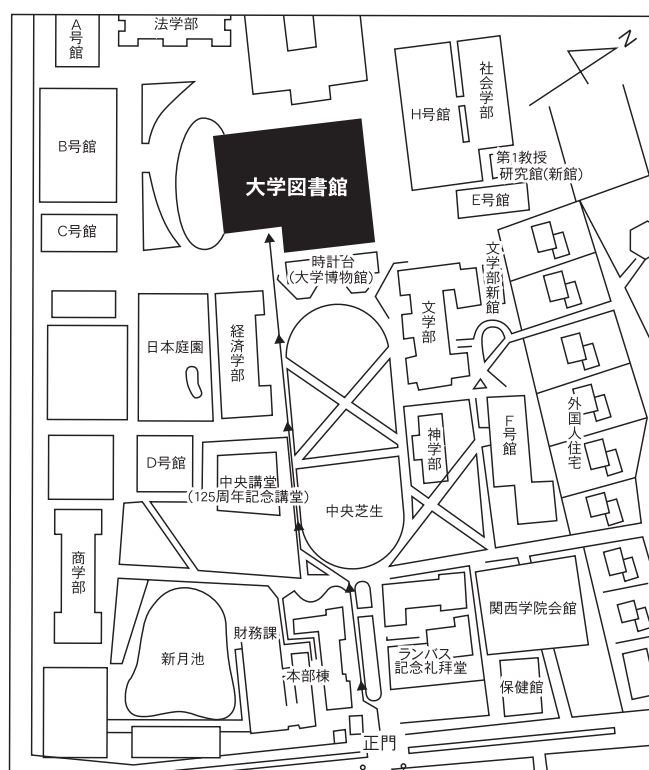 A号館
法学部
N
社会学部
H号館
B号館
第1教授
研究館(新館)
大学図書館
E号館
C号館
文学部新館
時計台
(大学博物館)
文学部
経済学部
日本庭園
外国人住宅
F号館
神学部
D号館
中央講堂
(125周年記念講堂)
中央芝生
商学部
関西学院会館
財務課
新月池
ランバス
記念礼拝堂
本部棟
保健館
正門